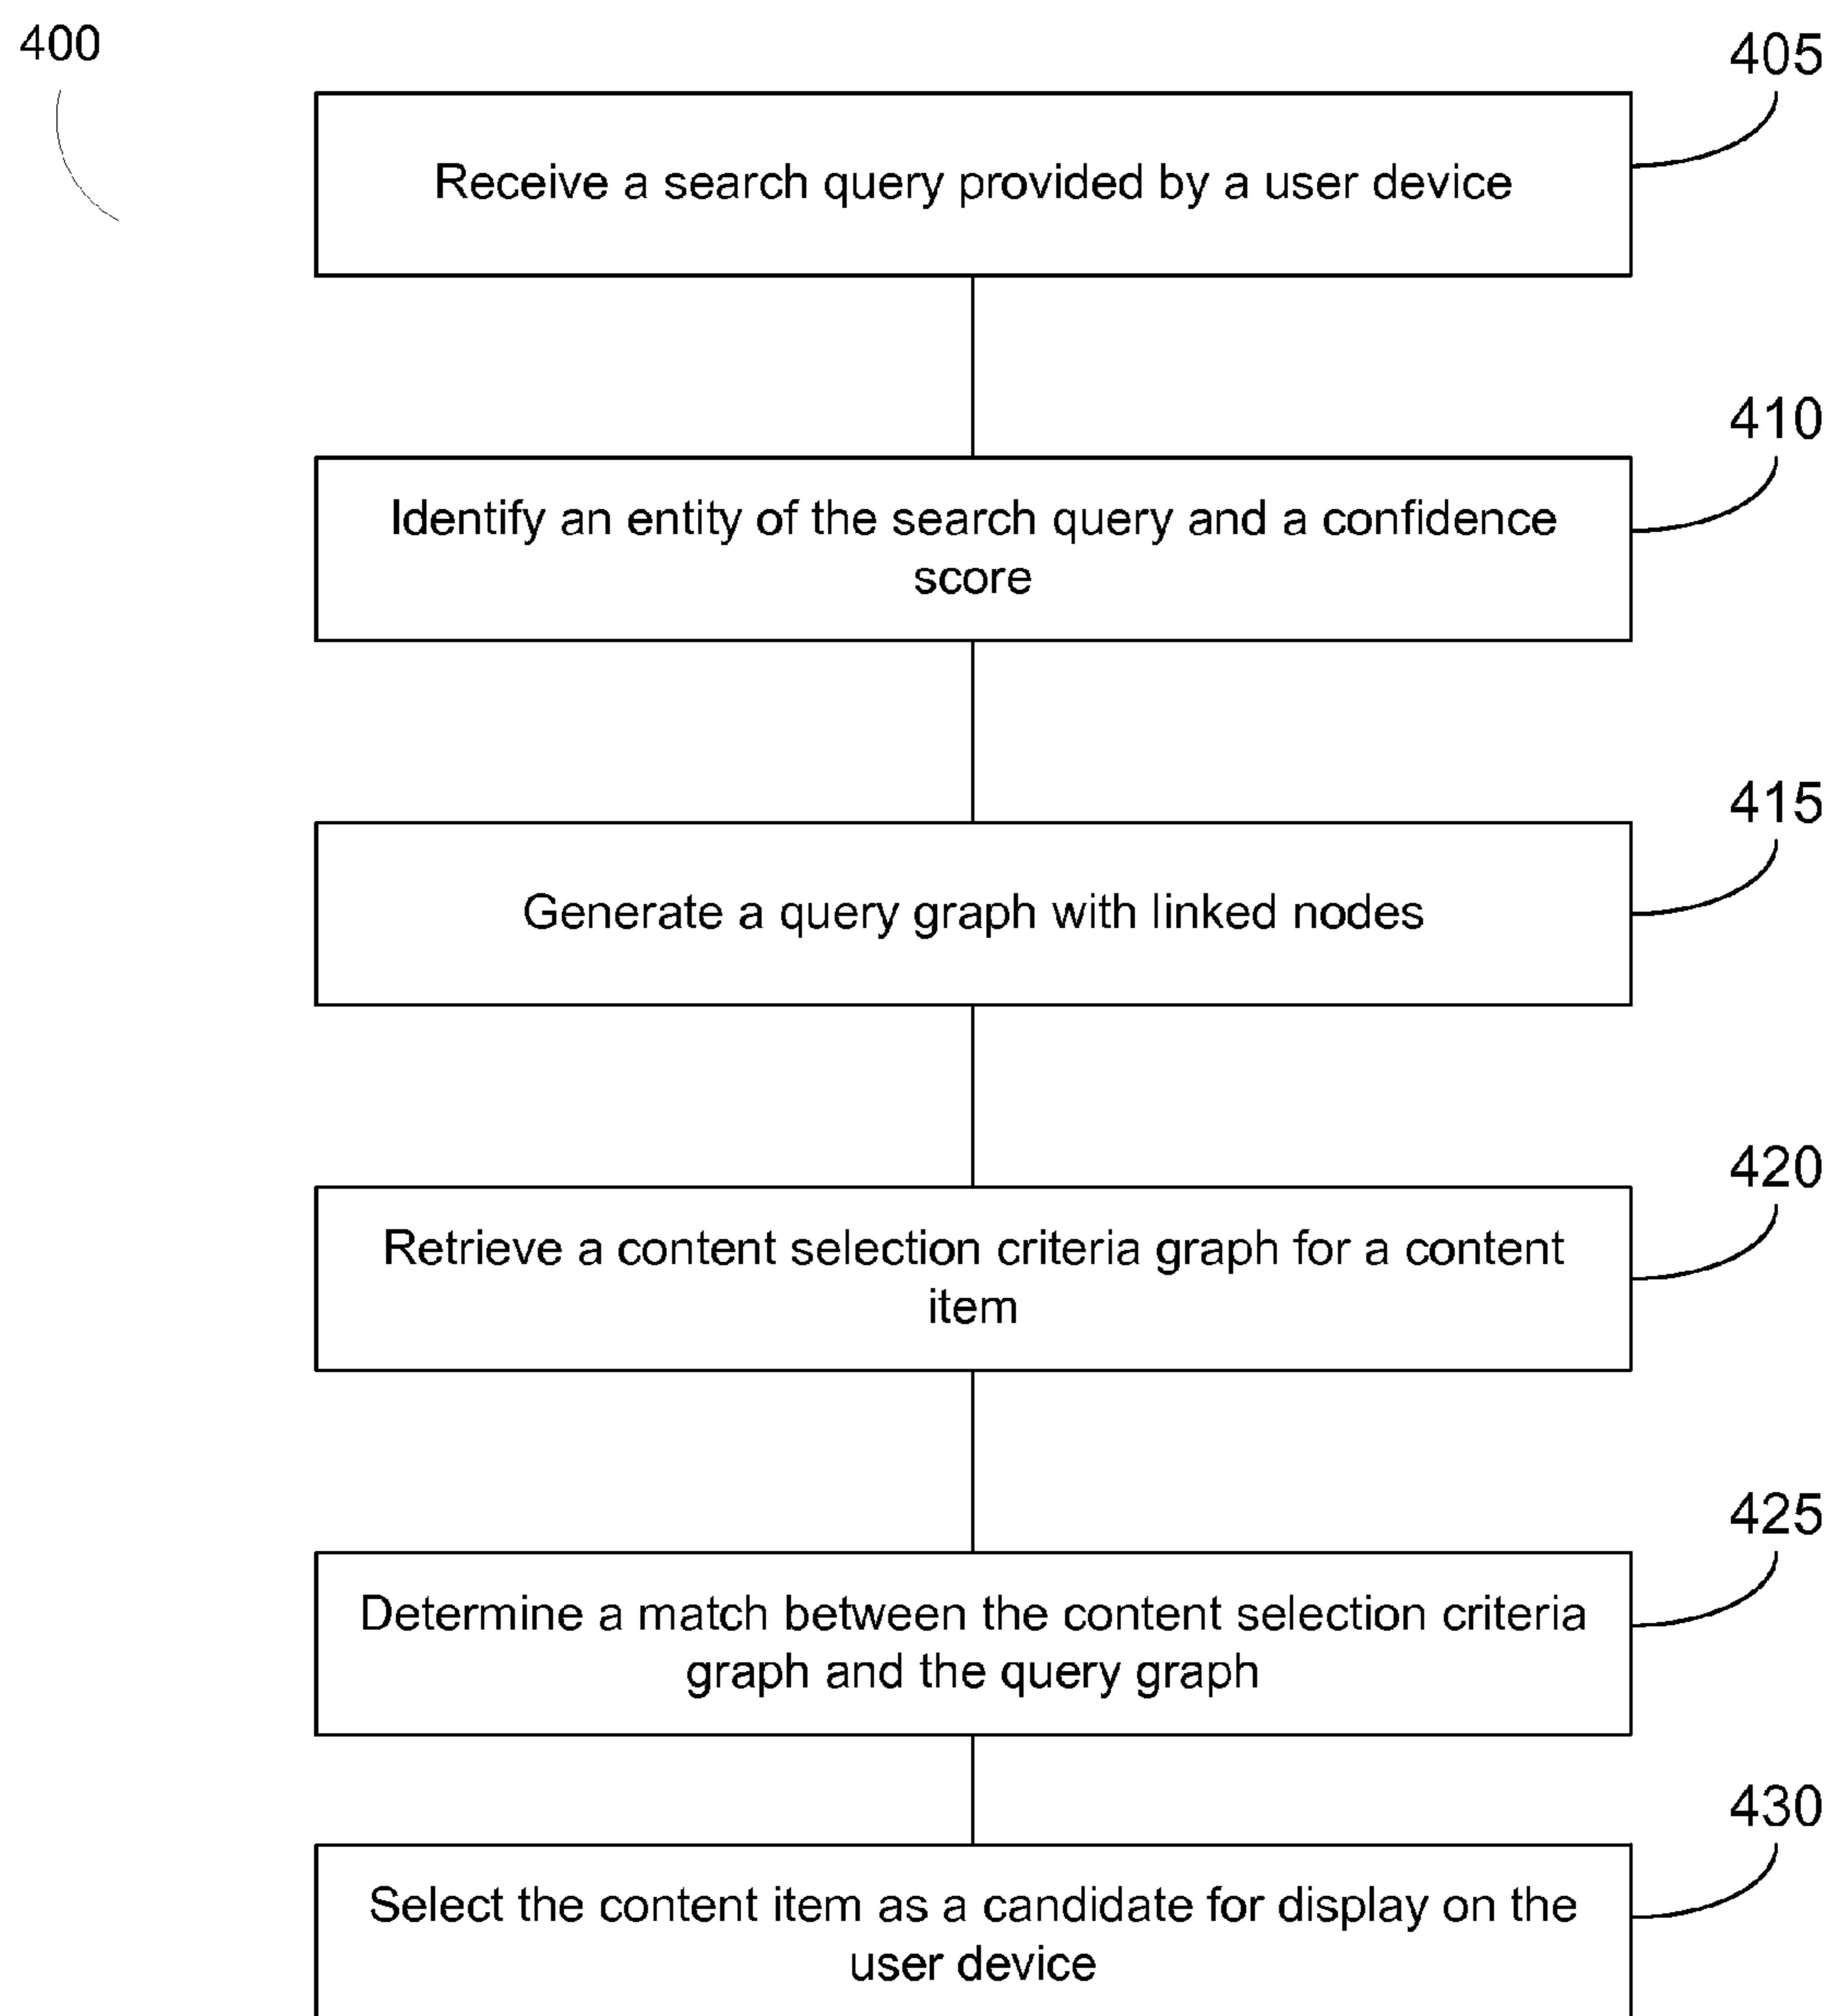 400
405
Receive a search query provided by a user device
410
Identify an entity of the search query and a confidence
score
415
Generate a query graph with linked nodes
420
Retrieve a content selection criteria graph for a content
item
425
Determine a match between the content selection criteria
graph and the query graph
430
Select the content item as a candidate for display on the
user device